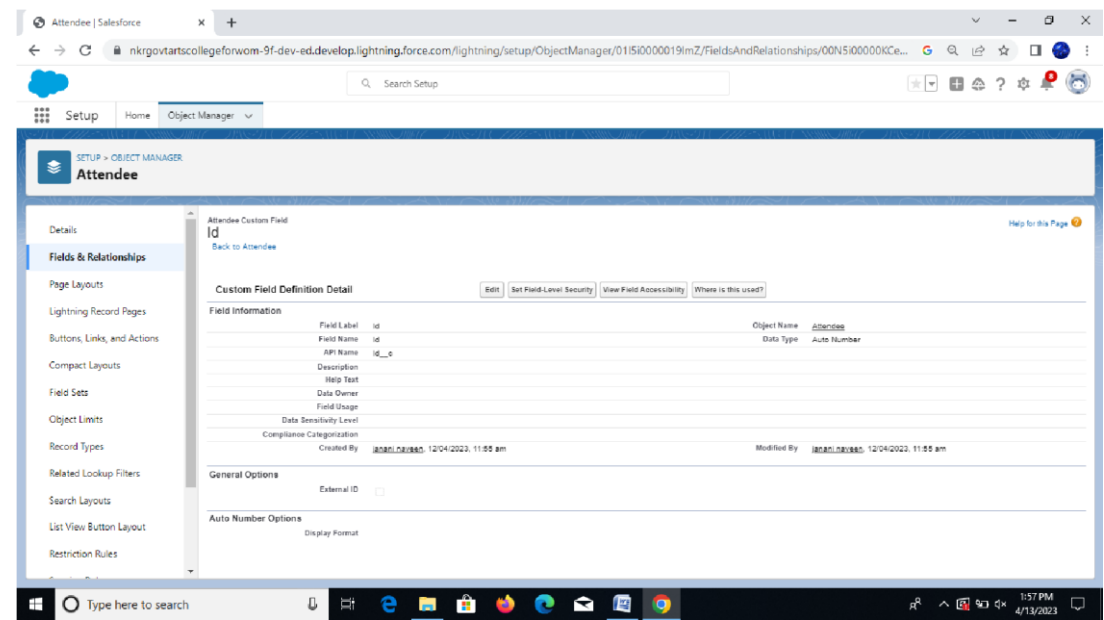 Attendee | Salesforce
nkrgovtartscollegeforwom-9f-dev-ed.develop.lightning.force.com/lightning/setup/ObjectManager/01I5i0000019ImZ/FieldsAndRelationships/00N5i00000KCe...
Search Setup
Setup Home Object Manager
SETUP > OBJECT MANAGER
Attendee
Details
Fields & Relationships
Page Layouts
Lightning Record Pages
Buttons, Links, and Actions
Compact Layouts
Field Sets
Object Limits
Record Types
Related Lookup Filters
Search Layouts
List View Button Layout
Restriction Rules
Attendee Custom Field
Id
Back to Attendee
Help for this Page
Custom Field Definition Detail Edit Set Field-Level Security View Field Accessibility Where is this used?
Field Information
Field Label Id Object Name Attendee
Field Name Id Data Type Auto Number
API Name Id__c
Description
Help Text
Data Owner
Field Usage
Data Sensitivity Level
Compliance Categorization
Created By janani naveen, 12/04/2023, 11:55 am Modified By janani naveen, 12/04/2023, 11:55 am
General Options
External ID
Auto Number Options
Display Format
Type here to search
1:57 PM
4/13/2023